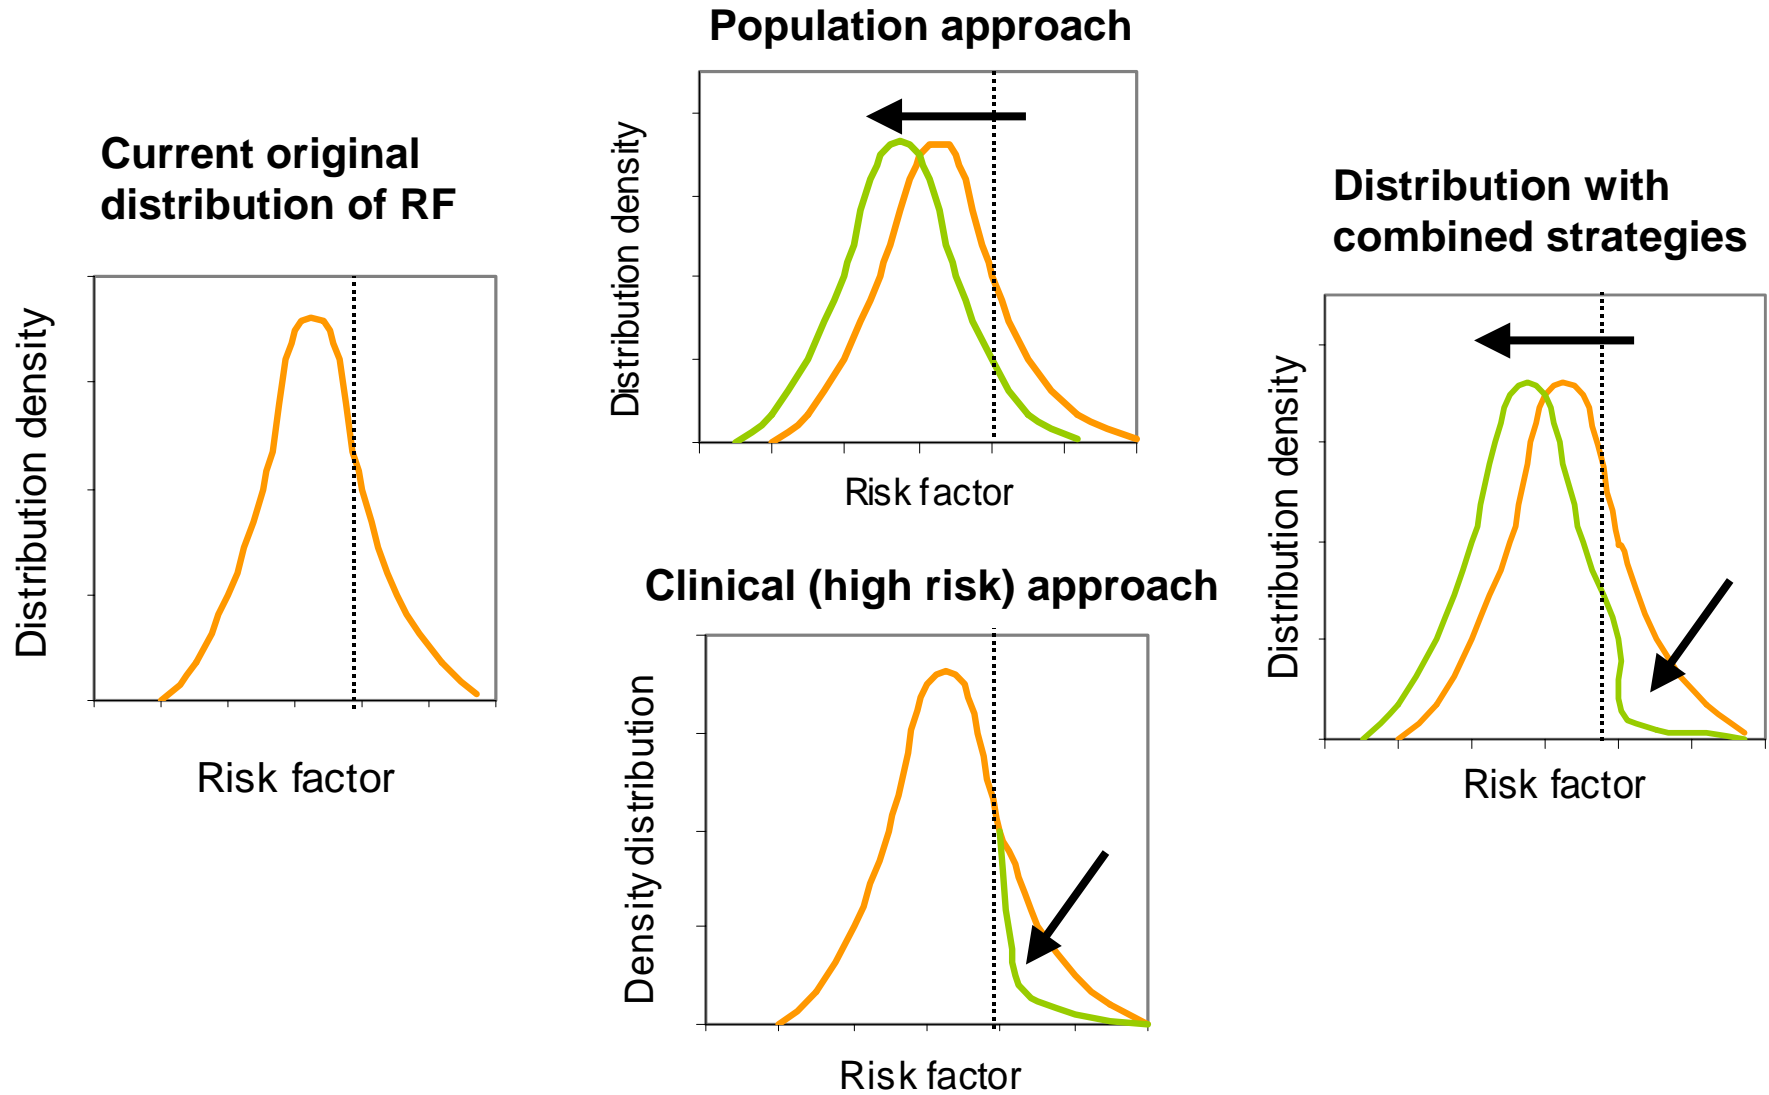 Population approach
Distribution density
Risk factor
Current original
distribution of RF
Distribution density
Risk factor
Clinical (high risk) approach
Density distribution
Risk factor
Distribution with
combined strategies
Distribution density
Risk factor